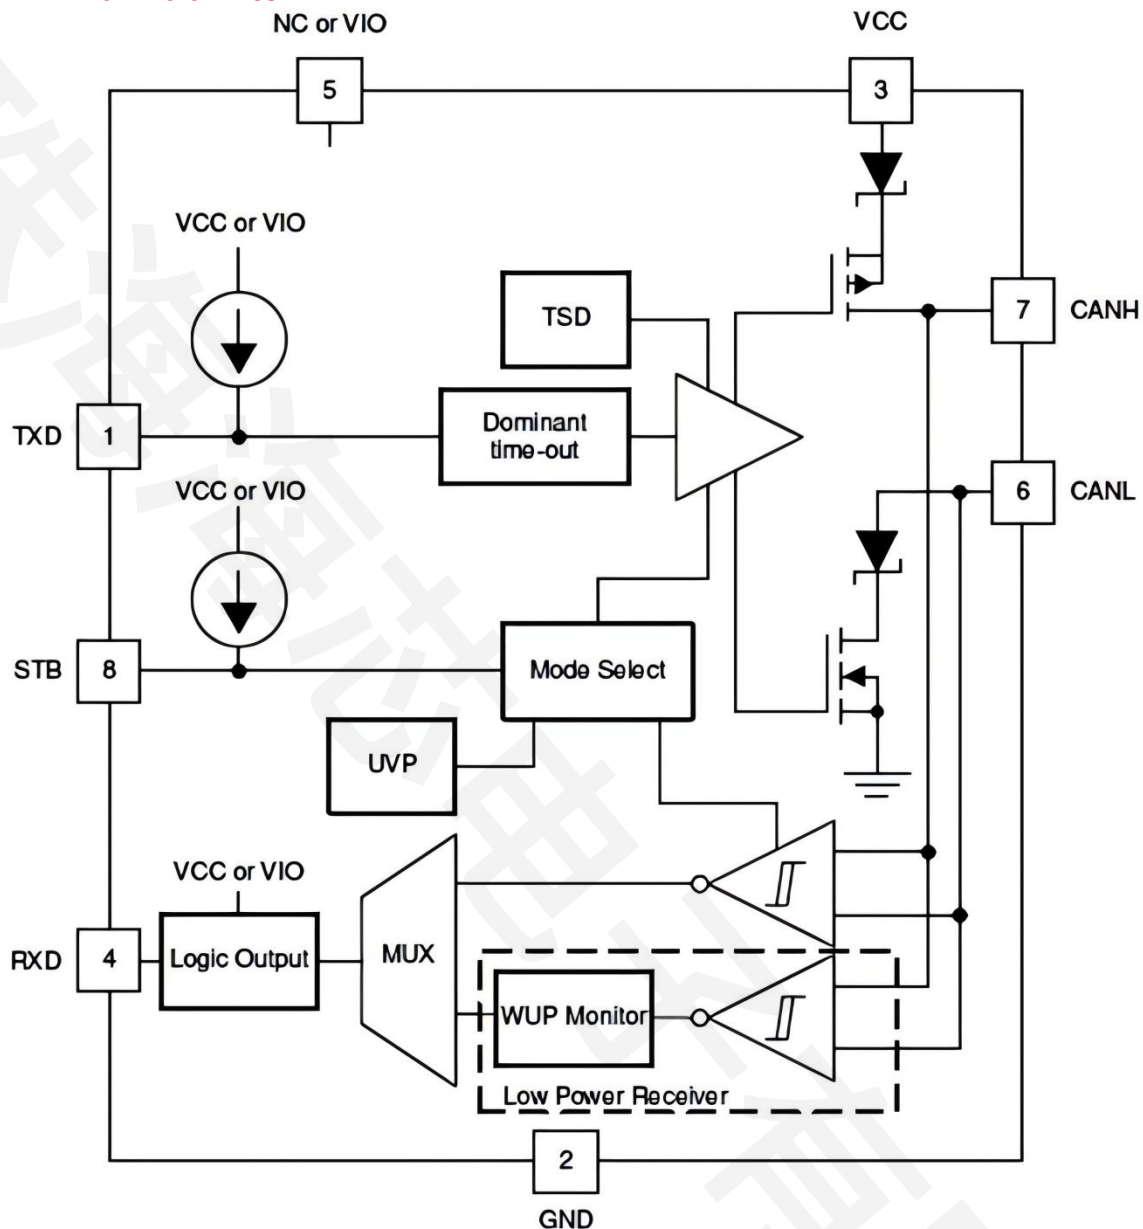 NC or VIO
VCC
5
3
VCC or VIO
TSD
7
CANH
TXD
1
Dominant
time-out
VCC or VIO
6
CANL
STB
8
Mode Select
UVP
VCC or VIO
RXD
4
Logic Output
MUX
WUP Monitor
Low Power Receiver
2
GND